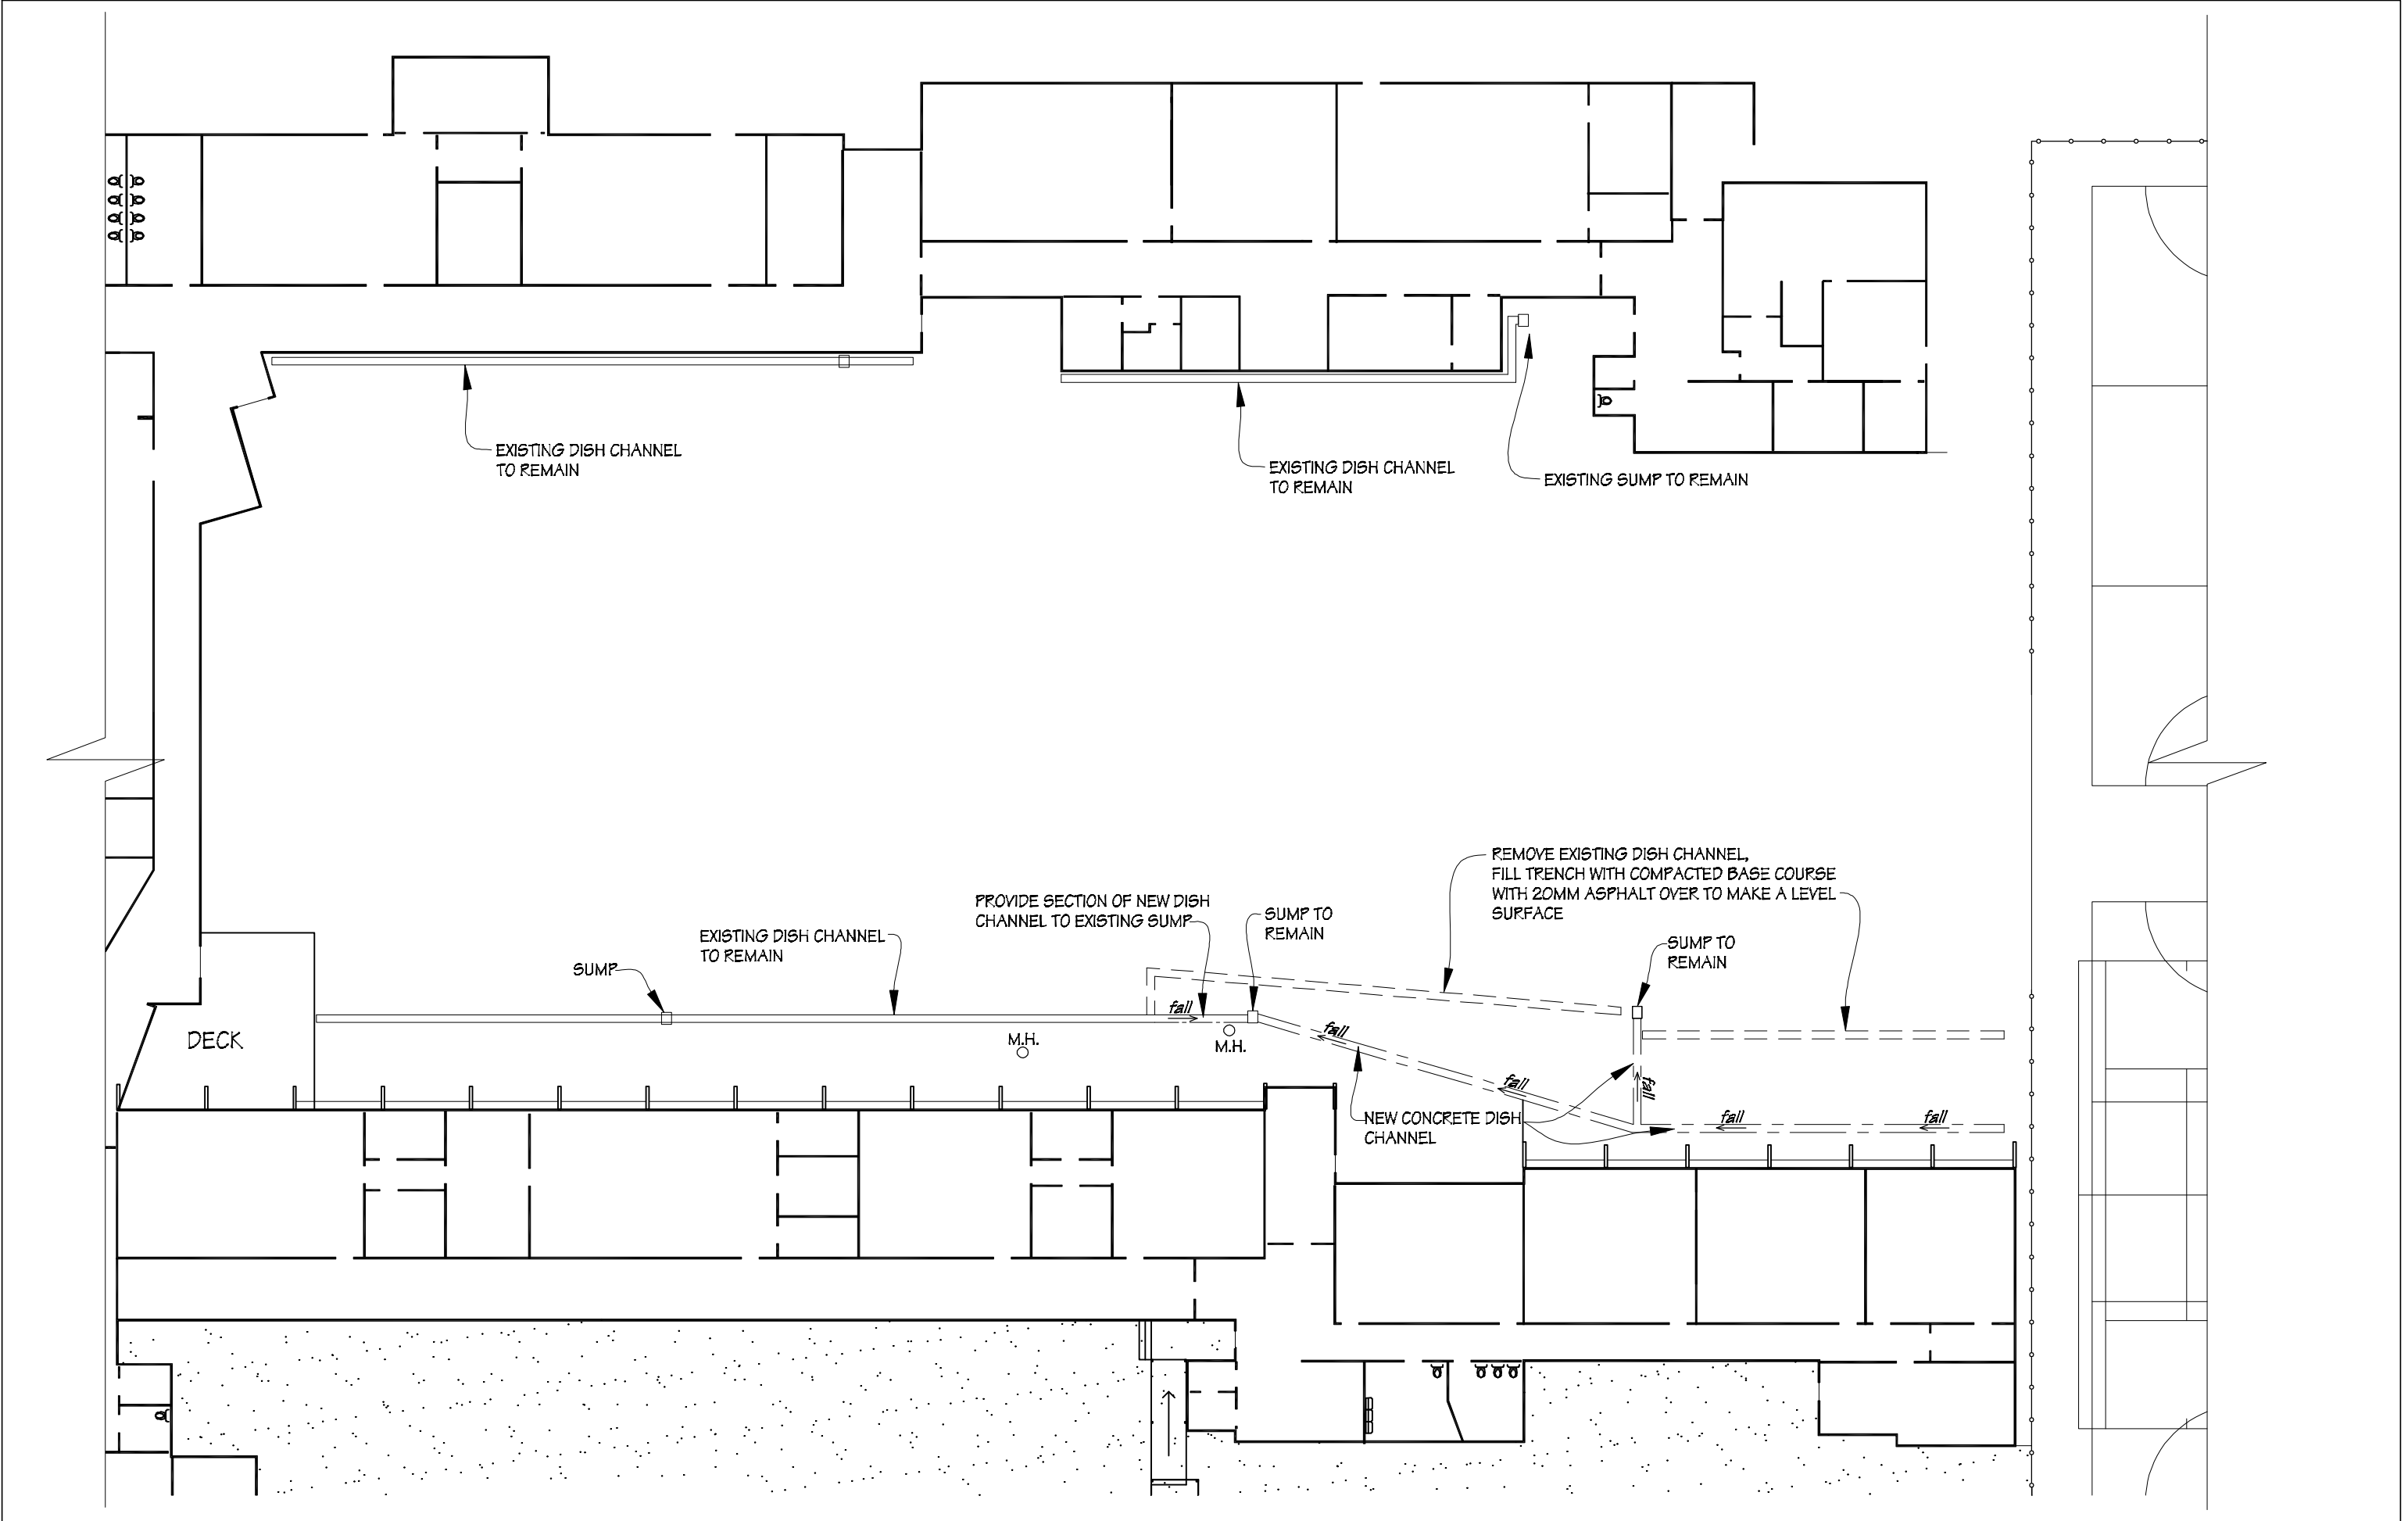 EXISTING DISH CHANNEL
TO REMAIN
EXISTING DISH CHANNEL
TO REMAIN
EXISTING SUMP TO REMAIN
REMOVE EXISTING DISH CHANNEL,
FILL TRENCH WITH COMPACTED BASE COURSE
WITH 20MM ASPHALT OVER TO MAKE A LEVEL
SURFACE
PROVIDE SECTION OF NEW DISH
CHANNEL TO EXISTING SUMP
SUMP TO
REMAIN
EXISTING DISH CHANNEL
TO REMAIN
SUMP TO
REMAIN
SUMP
fall
fall
DECK
M.H.
M.H.
fall
fall
NEW CONCRETE DISH
CHANNEL
fall
fall